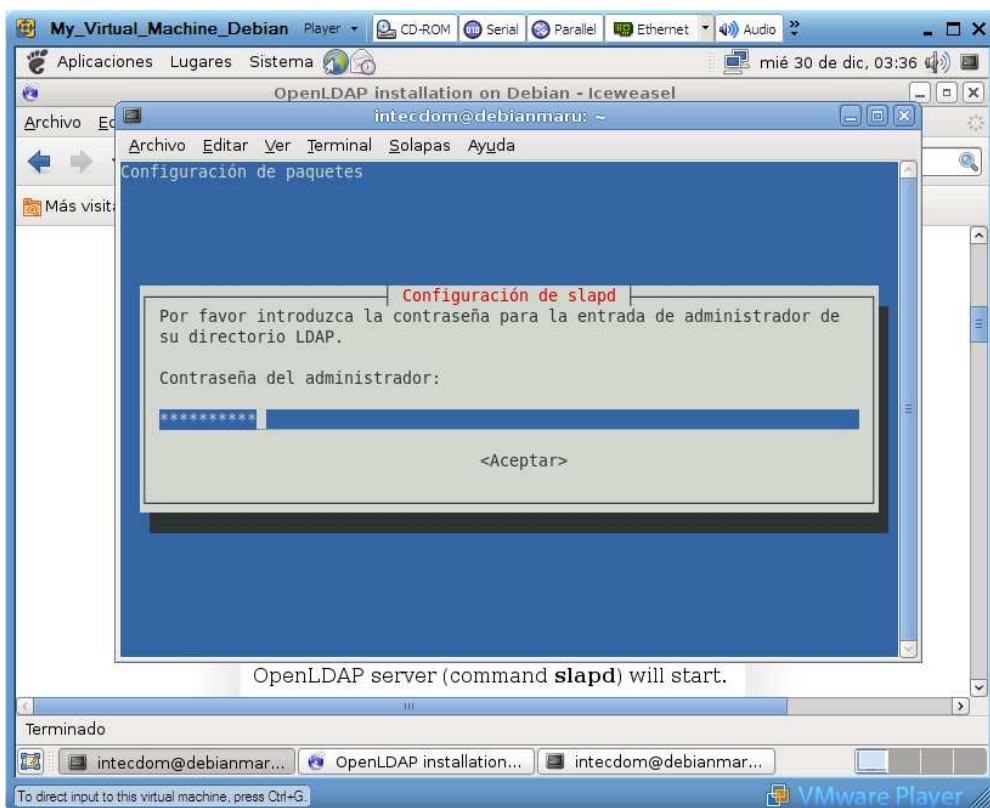 My_Virtual_Machine_Debian Player CD-ROM Serial Parallel Ethernet Audio
Aplicaciones Lugares Sistema mié 30 de dic, 03:36
OpenLDAP installation on Debian - Iceweasel
Archivo Ed
intecdom@debianmaru: ~
Archivo Editar Ver Terminal Solapas Ayuda
Configuración de paquetes
Más visit
Configuración de slapd
Por favor introduzca la contraseña para la entrada de administrador de
su directorio LDAP.
Contraseña del administrador:
**********
<Aceptar>
OpenLDAP server (command slapd) will start.
Terminado
intecdom@debianmar... OpenLDAP installation... intecdom@debianmar...
To direct input to this virtual machine, press Ctrl+G.
VMware Player